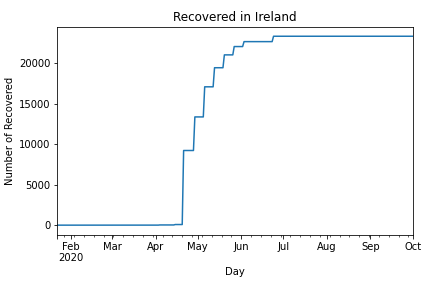 Recovered in Ireland
Number of Recovered
20000
15000
10000
5000
0
Feb Mar Apr May Jun Jul Aug Sep Oct
2020
Day